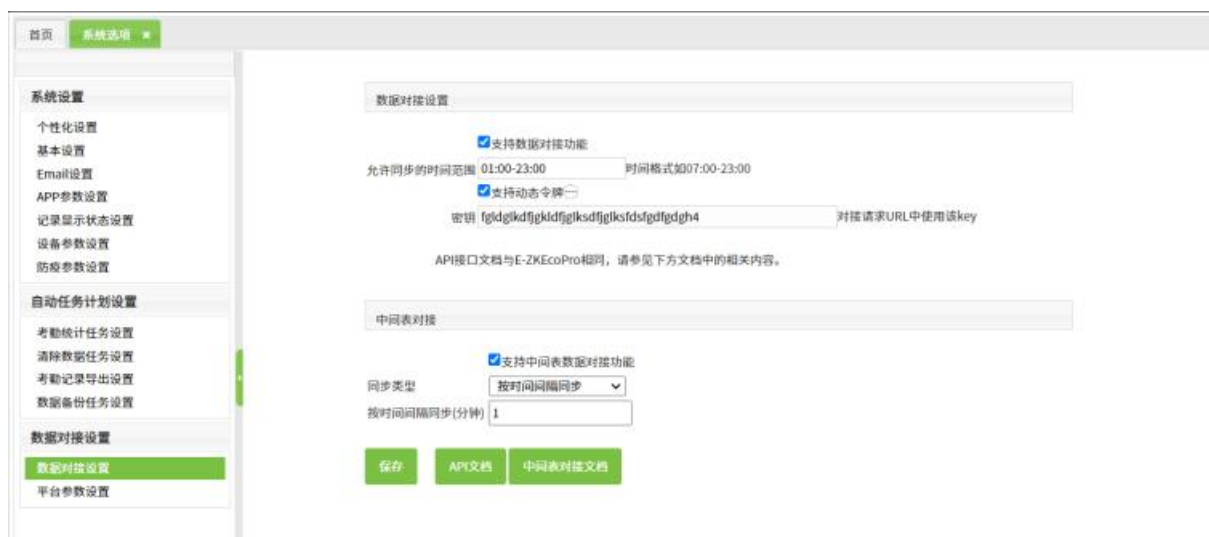 首页
系统选项 ×
系统设置
个性化设置
基本设置
Email设置
APP参数设置
记录显示状态设置
设备参数设置
防疫参数设置
自动任务计划设置
考勤统计任务设置
清除数据任务设置
考勤记录导出设置
数据备份任务设置
数据对接设置
数据对接设置
平台参数设置
数据对接设置
支持数据对接功能
允许同步的时间范围 01:00-23:00 时间格式如07:00-23:00
支持动态令牌
密钥 fgldglkdfjgkldfjglksdfjglksfdsfgdfgdgh4 对接请求URL中使用该key
API接口文档与E-ZKEcoPro相同，请参见下方文档中的相关内容。
中间表对接
支持中间表数据对接功能
同步类型 按时间间隔同步
按时间间隔同步(分钟) 1
保存 API文档 中间表对接文档